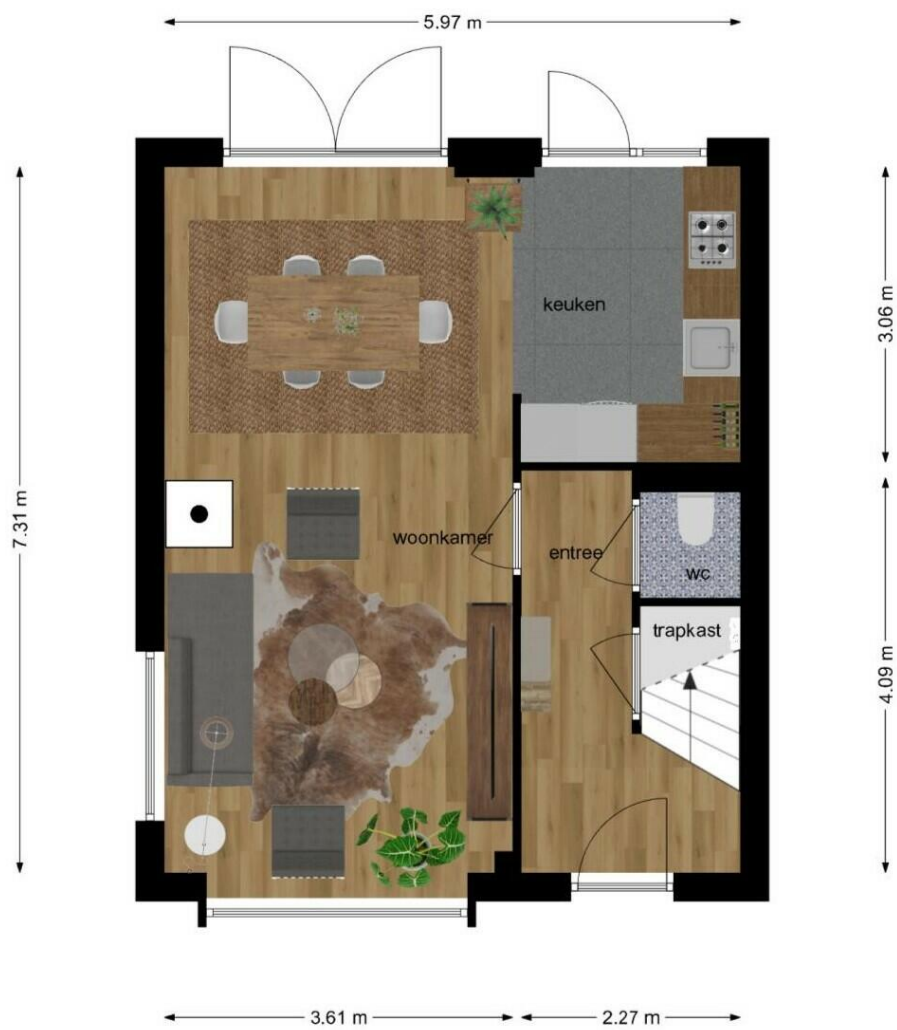 5.97 m
3.06 m
keuken
7.31 m
woonkamer
entree
wc
trapkast
4.09 m
3.61 m
2.27 m